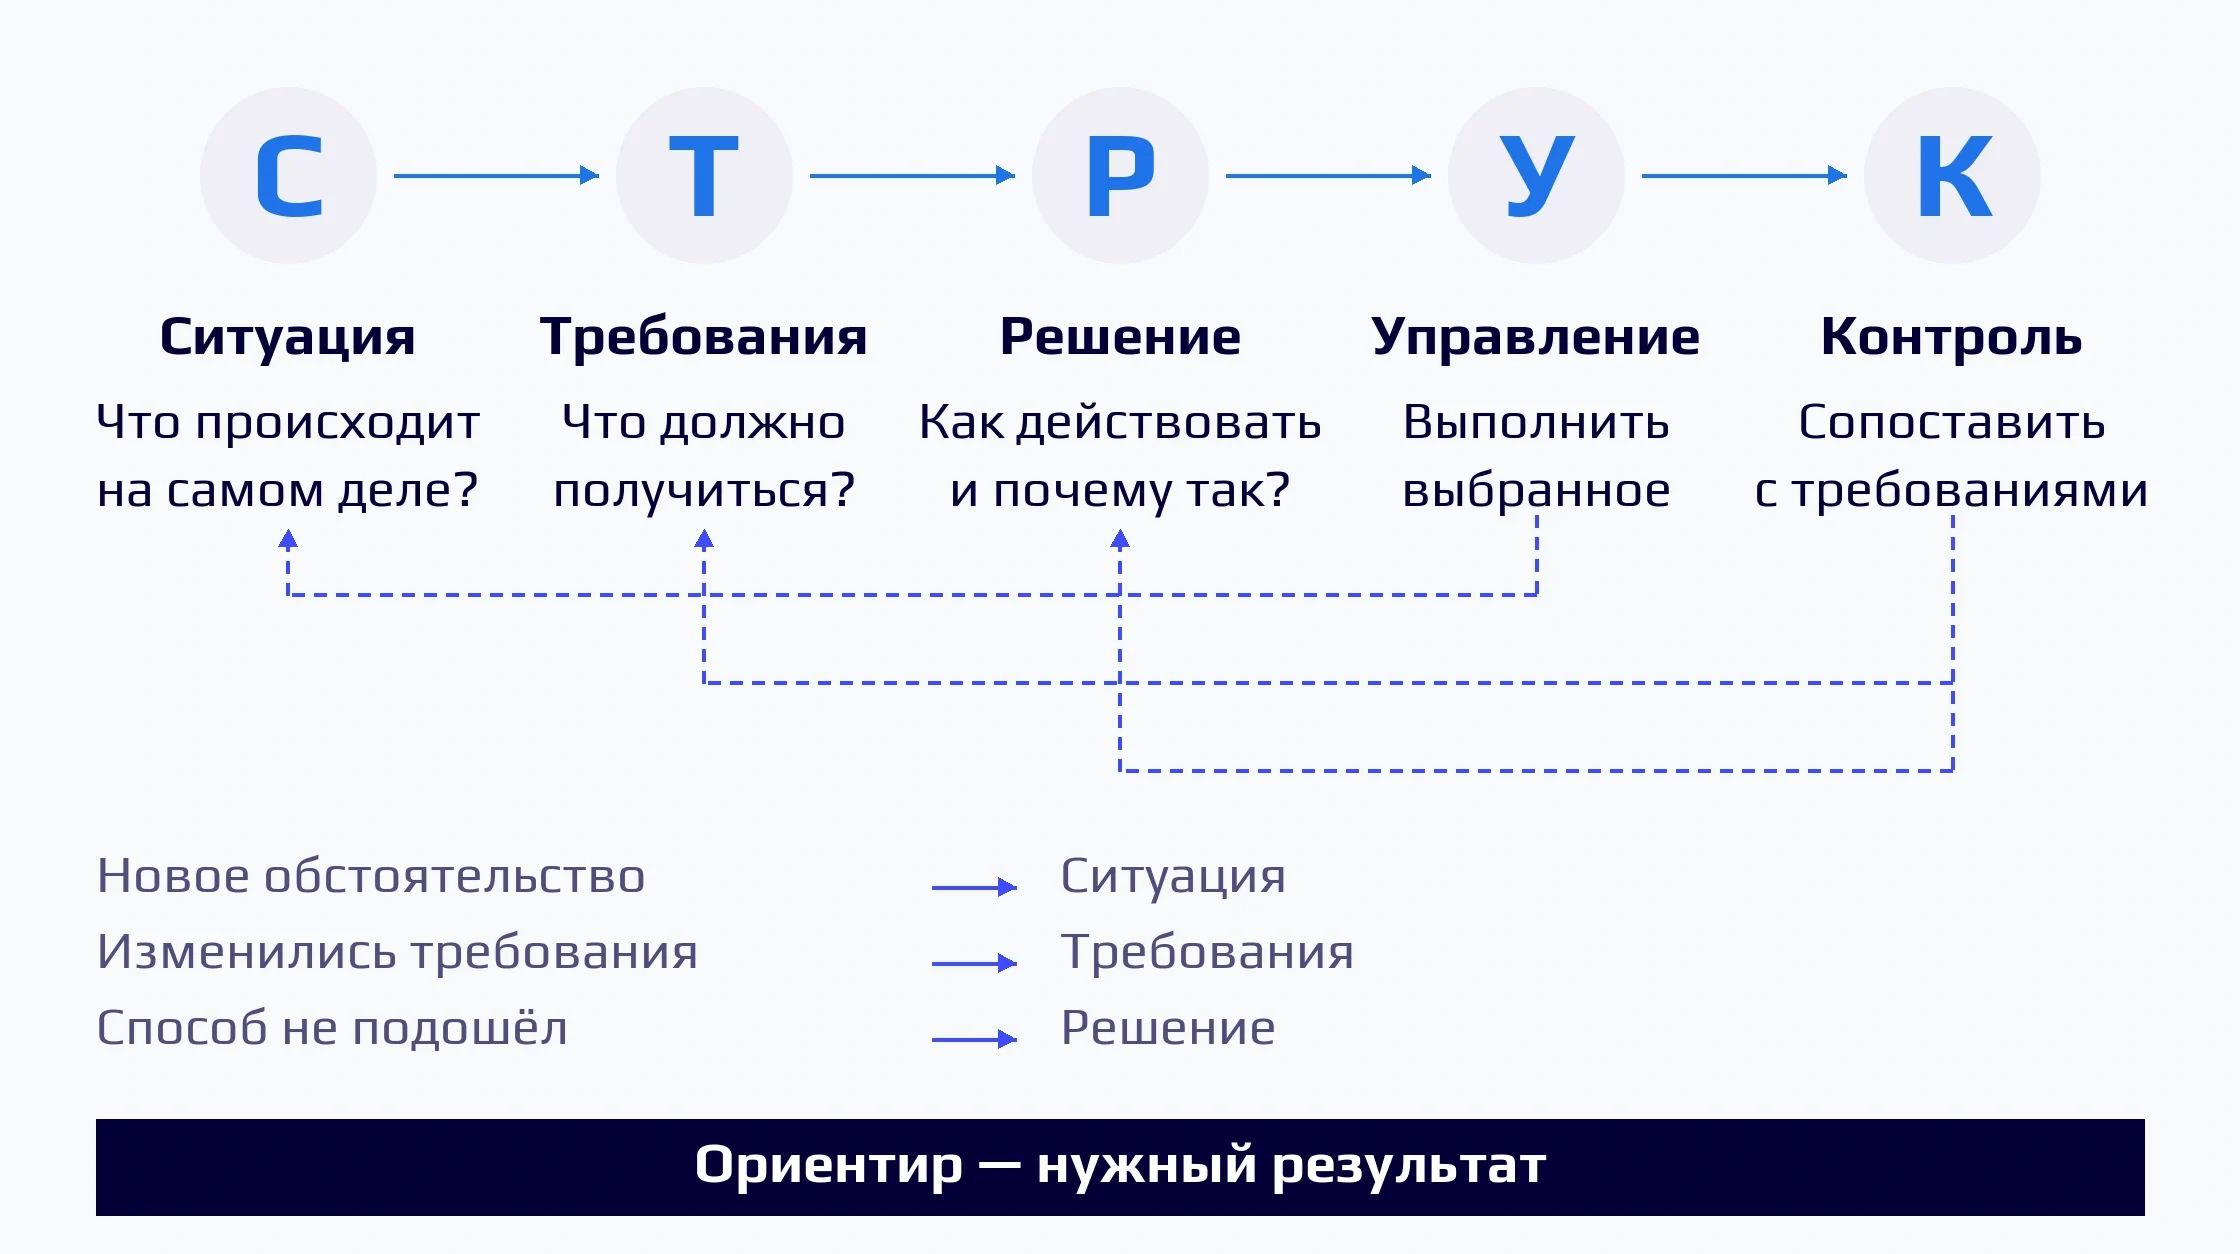 С Т Р У К
Ситуация Требования Решение Управление Контроль
Что происходит Что должно Как действовать Выполнить Сопоставить
на самом деле? получиться? и почему так? выбранное с требованиями
Новое обстоятельство Ситуация
Изменились требования Требования
Способ не подошёл Решение
Ориентир — нужный результат